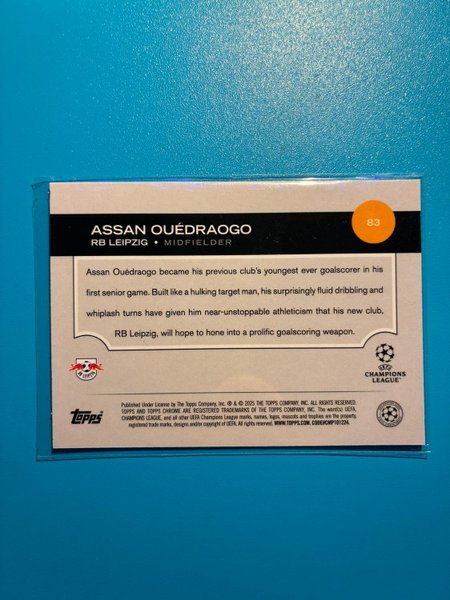 ASSAN OUÉDRAOGO
RB LEIPZIG • MIDFIELDER
83
Assan Ouédraogo became his previous club's youngest ever goalscorer in his
first senior game. Built like a hulking target man, his surprisingly fluid dribbling and
whiplash turns have given him near-unstoppable athleticism that his new club,
RB Leipzig, will hope to hone into a prolific goalscoring weapon.
RB LEIPZIG
UEFA
CHAMPIONS
LEAGUE
Topps
Published Under License by The Topps Company, Inc. ® & © 2025 THE TOPPS COMPANY, INC. ALL RIGHTS RESERVED.
TOPPS AND TOPPS CHROME ARE REGISTERED TRADEMARKS OF THE TOPPS COMPANY, INC. The word(s) UEFA,
CHAMPIONS LEAGUE, and all other UEFA Champions League marks, names, logos, mascots and trophies are the property,
registered trade marks, designs and/or copyright of UEFA. All rights reserved. WWW.TOPPS.COM. CODE#CMP101224.